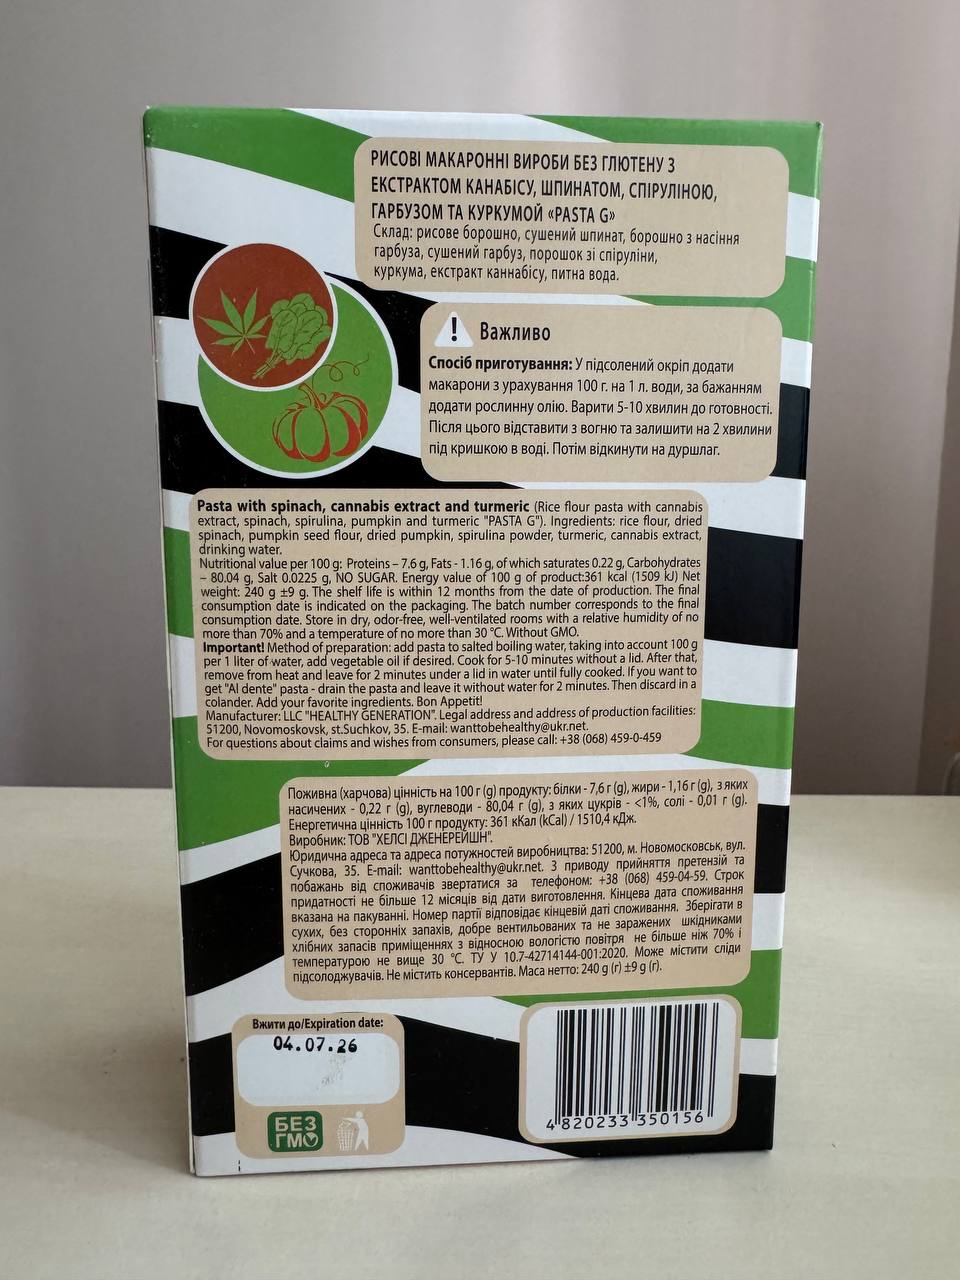 РИСОВІ МАКАРОННІ ВИРОБИ БЕЗ ГЛЮТЕНУ З
ЕКСТРАКТОМ КАНАБІСУ, ШПИНАТОМ, СПІРУЛІНОЮ,
ГАРБУЗОМ ТА КУРКУМОЙ «PASTA G»
Склад: рисове борошно, сушений шпинат, борошно з насіння
гарбуза, сушений гарбуз, порошок зі спіруліни,
куркума, екстракт каннабісу, питна вода.
! Важливо
Спосіб приготування: У підсолений окріп додати
макарони з урахування 100 г. на 1 л. води, за бажанням
додати рослинну олію. Варити 5-10 хвилин до готовності.
Після цього відставити з вогню та залишити на 2 хвилини
під кришкою в воді. Потім відкинути на друшлаг.
Pasta with spinach, cannabis extract and turmeric (Rice flour pasta with cannabis
extract, spinach, spirulina, pumpkin and turmeric "PASTA G"). Ingredients: rice flour, dried
spinach, pumpkin seed flour, dried pumpkin, spirulina powder, turmeric, cannabis extract,
drinking water.
Nutritional value per 100 g: Proteins – 7.6 g, Fats - 1.16 g, of which saturates 0.22 g, Carbohydrates
– 80.04 g, Salt 0.0225 g, NO SUGAR. Energy value of 100 g of product:361 kcal (1509 kJ) Net
weight: 240 g ±9 g. The shelf life is within 12 months from the date of production. The final
consumption date is indicated on the packaging. The batch number corresponds to the final
consumption date. Store in dry, odor-free, well-ventilated rooms with a relative humidity of no
more than 70% and a temperature of no more than 30 °C. Without GMO.
Important! Method of preparation: add pasta to salted boiling water, taking into account 100 g
per 1 liter of water, add vegetable oil if desired. Cook for 5-10 minutes without a lid. After that,
remove from heat and leave for 2 minutes under a lid in water until fully cooked. If you want to
get "Al dente" pasta - drain the pasta and leave it without water for 2 minutes. Then discard in a
colander. Add your favorite ingredients. Bon Appetit!
Manufacturer: LLC "HEALTHY GENERATION". Legal address and address of production facilities:
51200, Novomoskovsk, st.Suchkov, 35. E-mail: wanttobehealthy@ukr.net.
For questions about claims and wishes from consumers, please call: +38 (068) 459-0-459
Поживна (харчова) цінність на 100 г (g) продукту: білки - 7,6 г (g), жири - 1,16 г (g), з яких
насичених - 0,22 г (g), вуглеводи - 80,04 г (g), з яких цукрів - <1%, солі - 0,01 г (g).
Енергетична цінність 100 г продукту: 361 кКал (kCal) / 1510,4 кДж.
Виробник: ТОВ "ХЕЛСІ ДЖЕНЕРЕЙШН".
Юридична адреса та адреса потужностей виробництва: 51200, м. Новомосковськ, вул.
Сучкова, 35. E-mail: wanttobehealthy@ukr.net. З приводу прийняття претензій та
побажань від споживачів звертатися за телефоном: +38 (068) 459-04-59. Строк
придатності не більше 12 місяців від дати виготовлення. Кінцева дата споживання
вказана на пакуванні. Номер партії відповідає кінцевій даті споживання. Зберігати в
сухих, без сторонніх запахів, добре вентильованих та не заражених шкідниками
хлібних запасів приміщеннях з відносною вологістю повітря не більше ніж 70% і
температурою не вище 30 °C. ТУ У 10.7-42714144-001:2020. Може містити сліди
підсолоджувачів. Не містить консервантів. Маса нетто: 240 g (г) ±9 g (г).
Вжити до/Expiration date:
04.07.26
БЕЗ
ГМО
4 820233 350156